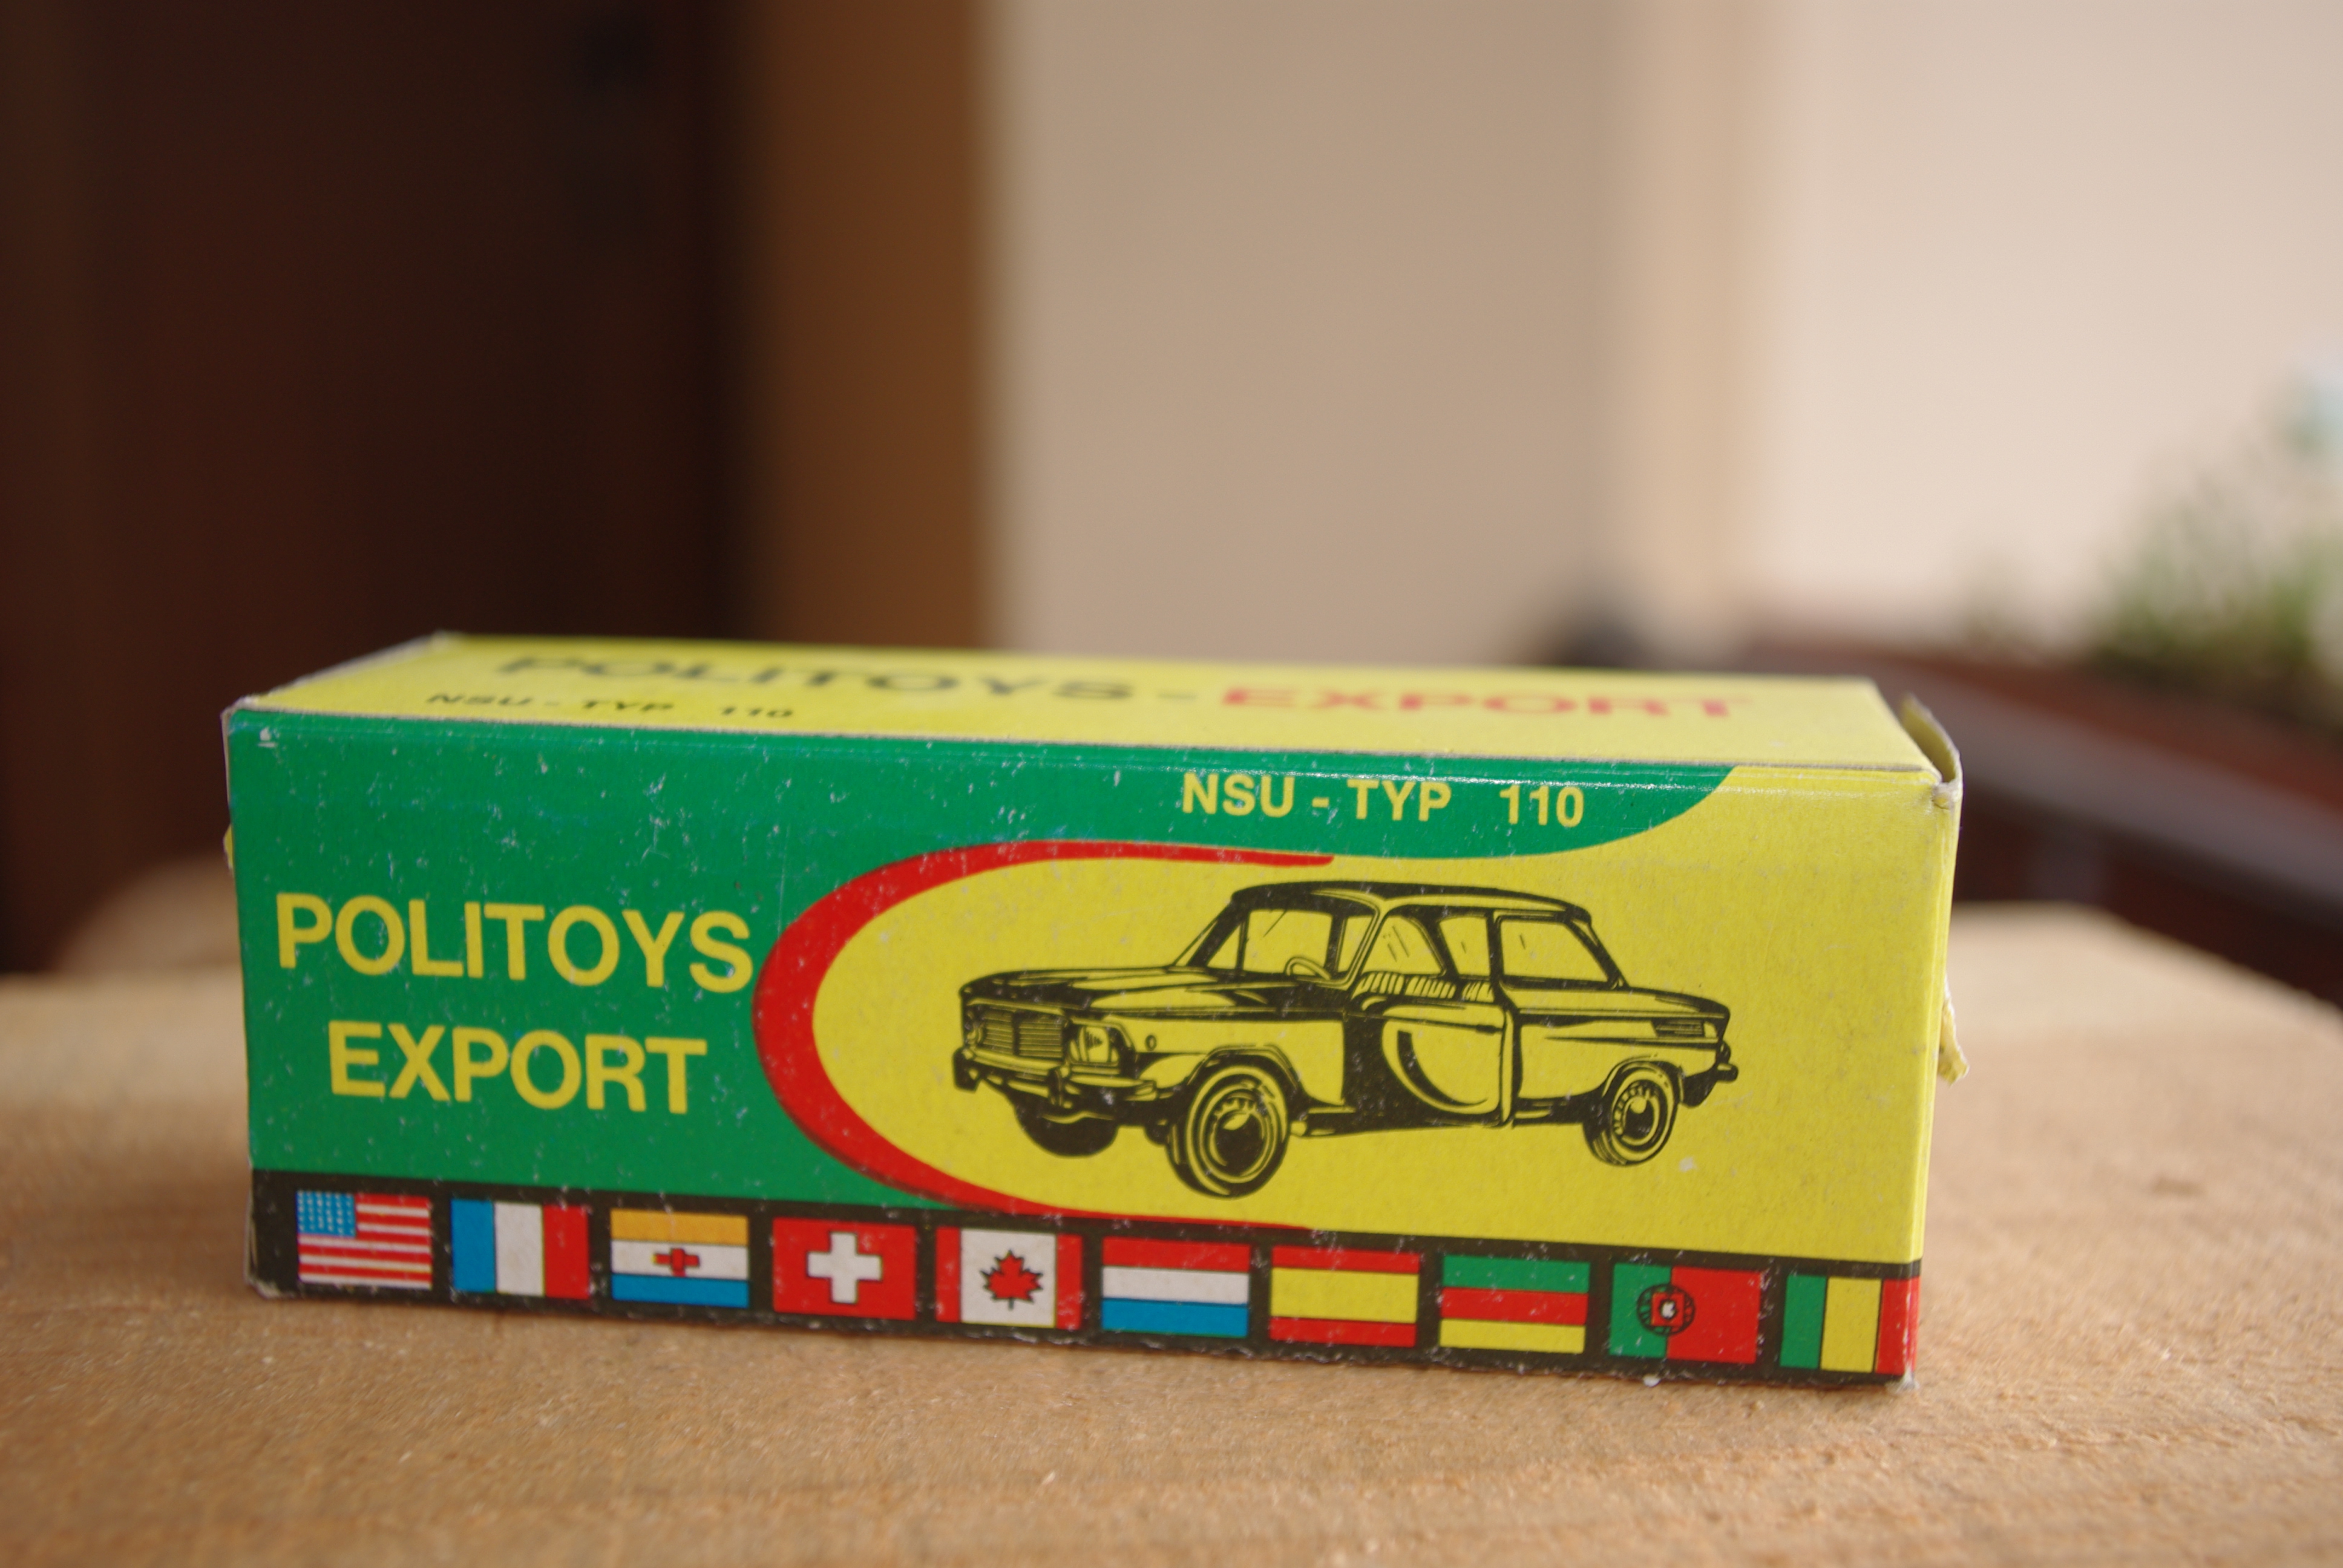 POLITOYS - EXPORT
NSU - TYP 110
NSU - TYP 110
POLITOYS
EXPORT